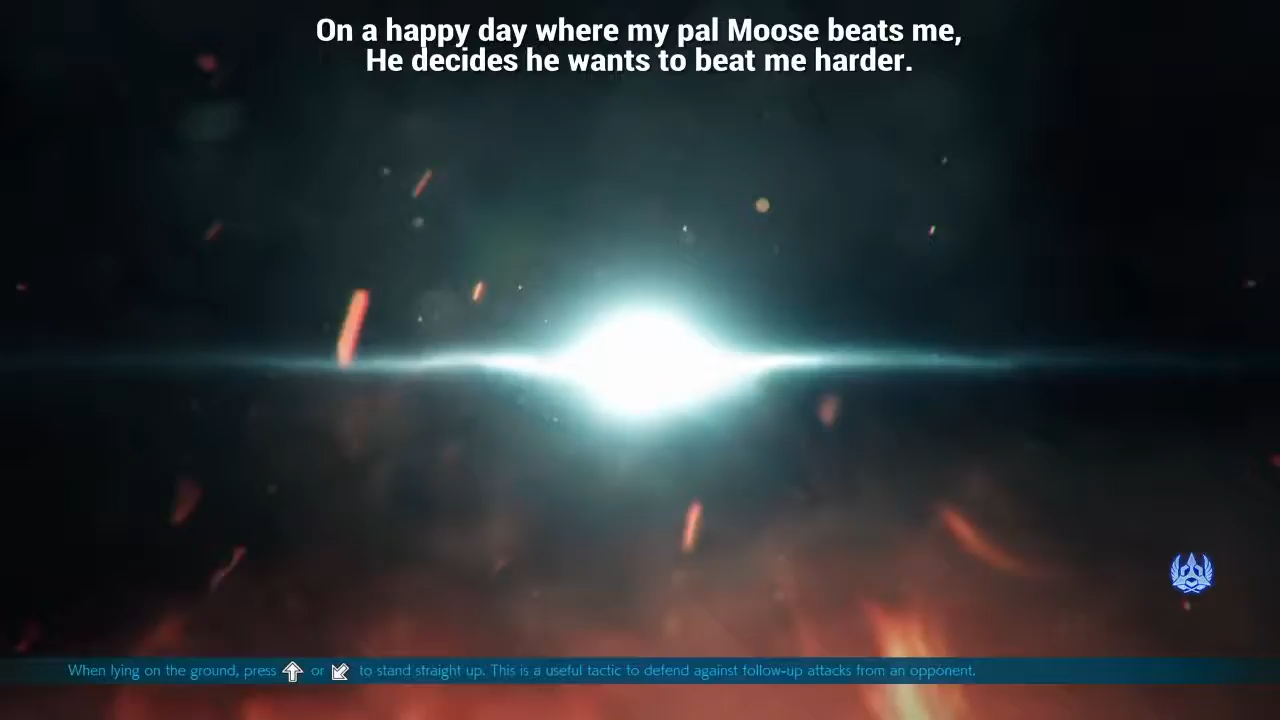 On a happy day where my pal Moose beats me,
He decides he wants to beat me harder.
When lying on the ground, press ⬆ or ↙ to stand straight up. This is a useful tactic to defend against follow-up attacks from an opponent.